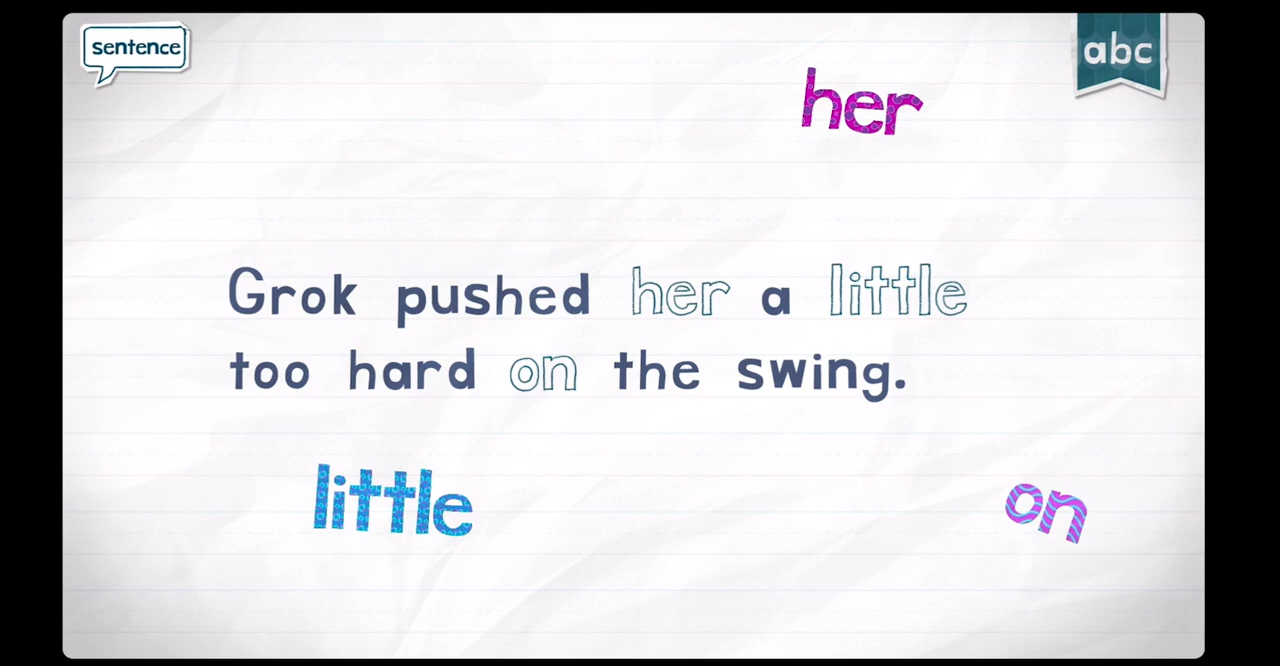 sentence
abc
her
Grok pushed her a little
too hard on the swing.
little
on